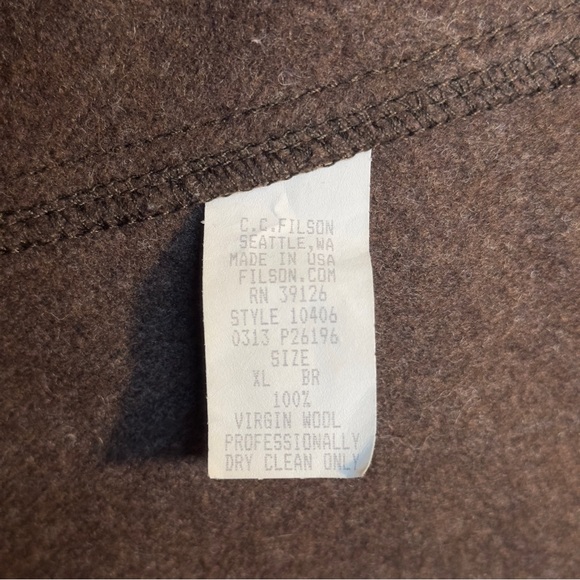 C.C.FILSON
SEATTLE,WA
MADE IN USA
FILSON.COM
RN 39126
STYLE 10406
0313 P26196
SIZE
XL BR
100%
VIRGIN WOOL
PROFESSIONALLY
DRY CLEAN ONLY